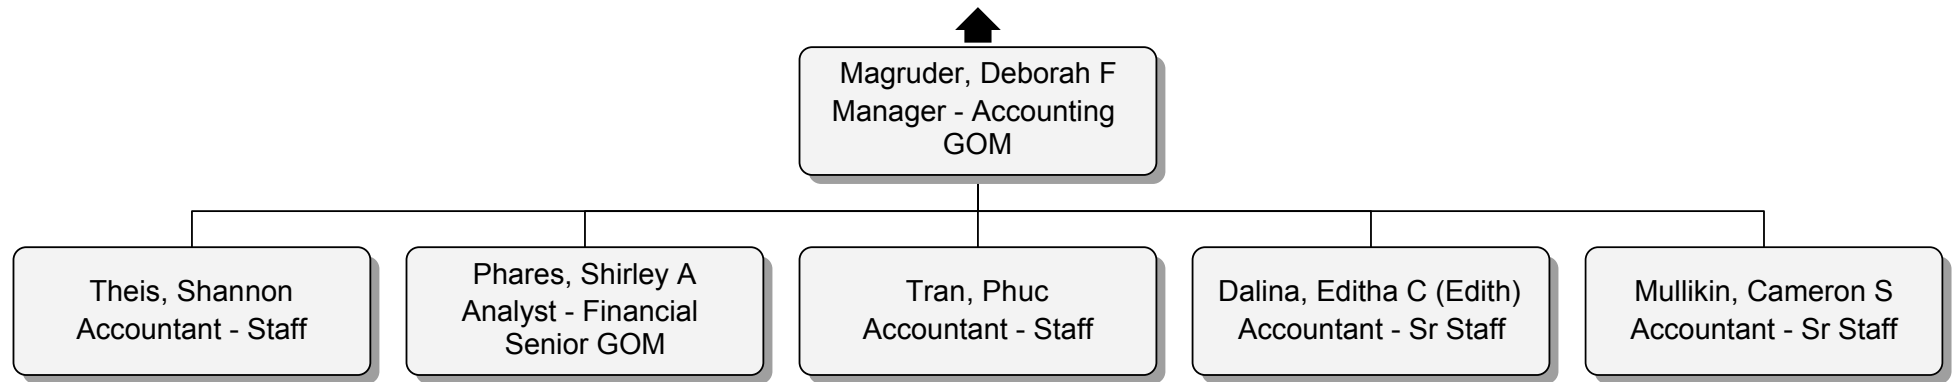 Magruder, Deborah F
Manager - Accounting
GOM
Theis, Shannon
Accountant - Staff
Phares, Shirley A
Analyst - Financial
Senior GOM
Tran, Phuc
Accountant - Staff
Dalina, Editha C (Edith)
Accountant - Sr Staff
Mullikin, Cameron S
Accountant - Sr Staff